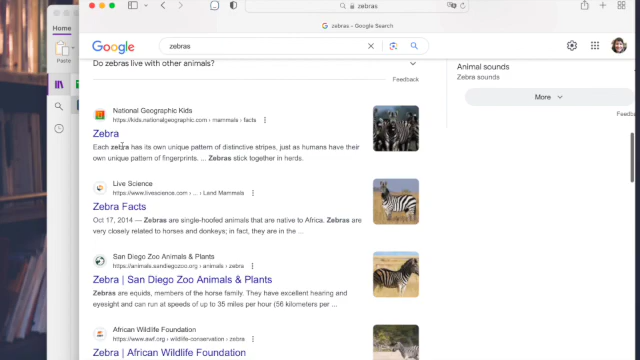 zebras
zebras - Google Search
Home
Google
zebras
Paste
Do zebras live with other animals?
Feedback
Animal sounds
Zebra sounds
More
Feedba
National Geographic Kids
https://kids.nationalgeographic.com › mammals › facts
Zebra
Each zebra has its own unique pattern of distinctive stripes, just as humans have their
own unique pattern of fingerprints. ... Zebras stick together in herds.
Live Science
https://www.livescience.com › ... › Land Mammals
Zebra Facts
Oct 17, 2014 — Zebras are single-hoofed animals that are native to Africa. Zebras are
very closely related to horses and donkeys; in fact, they are in the ...
San Diego Zoo Animals & Plants
https://animals.sandiegozoo.org › animals › zebra
Zebra | San Diego Zoo Animals & Plants
Zebras are equids, members of the horse family. They have excellent hearing and
eyesight and can run at speeds of up to 35 miles per hour (56 kilometers per ...
African Wildlife Foundation
https://www.awf.org › wildlife-conservation › zebra
Zebra | African Wildlife Foundation